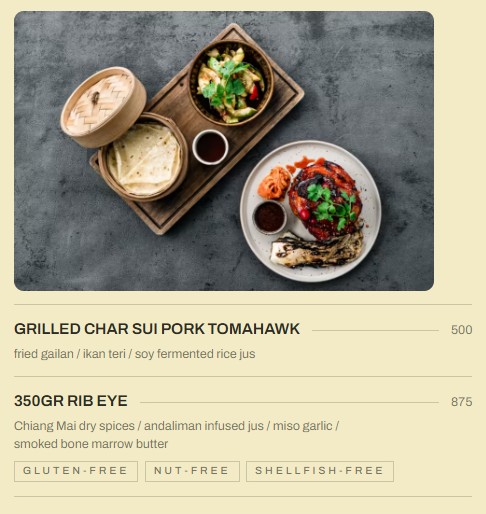 GRILLED CHAR SUI PORK TOMAHAWK 500
fried gailan / ikan teri / soy fermented rice jus
350GR RIB EYE 875
Chiang Mai dry spices / andaliman infused jus / miso garlic /
smoked bone marrow butter
GLUTEN-FREE NUT-FREE SHELLFISH-FREE